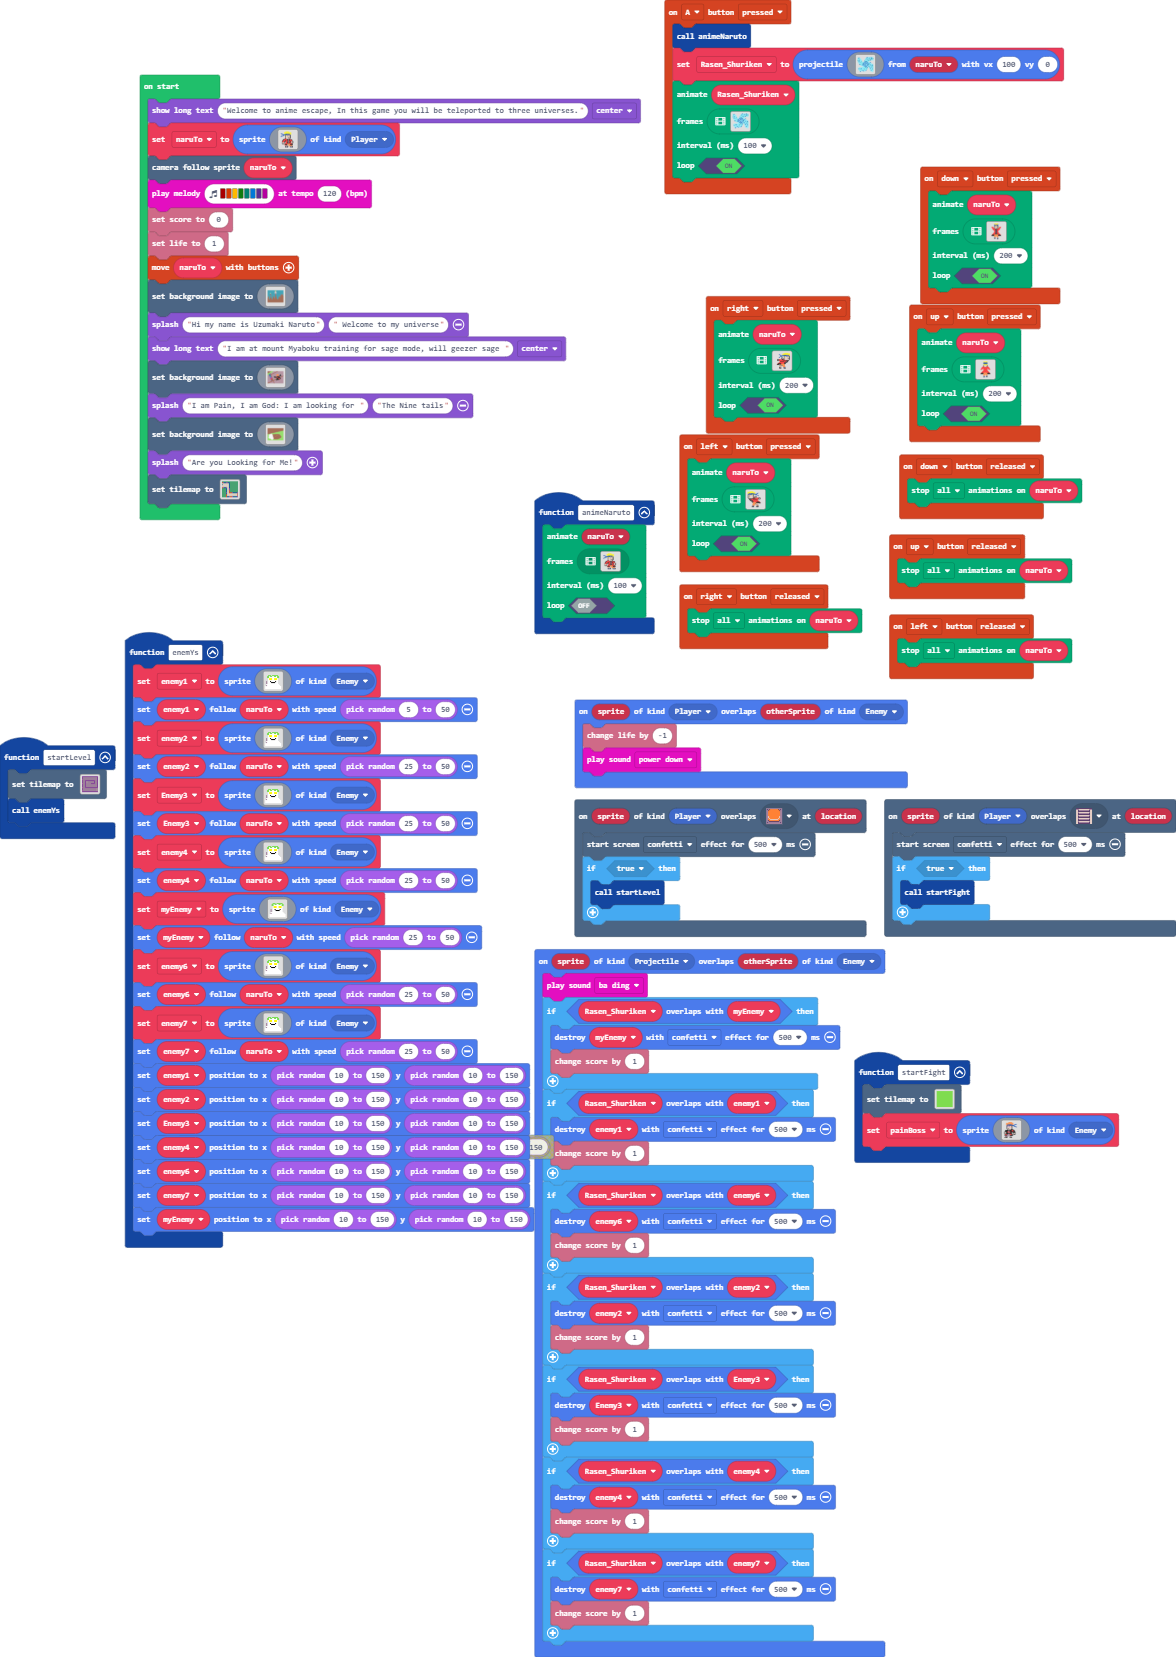 on start
show long text "Welcome to anime escape, In this game you will be teleported to three universes." center
set naruTo to sprite of kind Player
camera follow sprite naruTo
play melody at tempo 120 (bpm)
set score to 0
set life to 1
move naruTo with buttons
set background image to
splash "Hi my name is Uzumaki Naruto" " Welcome to my universe"
show long text "I am at mount Myaboku training for sage mode, will geezer sage " center
set background image to
splash "I am Pain, I am God: I am looking for " "The Nine tails"
set background image to
splash "Are you Looking for Me!"
set tilemap to
on A button pressed
call animeNaruto
set Rasen_Shuriken to projectile from naruTo with vx 100 vy 0
animate Rasen_Shuriken
frames
interval (ms) 100
loop ON
on down button pressed
animate naruTo
frames
interval (ms) 200
loop ON
on right button pressed
animate naruTo
frames
interval (ms) 200
loop ON
on up button pressed
animate naruTo
frames
interval (ms) 200
loop ON
on left button pressed
animate naruTo
frames
interval (ms) 200
loop ON
on down button released
stop all animations on naruTo
on up button released
stop all animations on naruTo
on right button released
stop all animations on naruTo
on left button released
stop all animations on naruTo
function animeNaruto
animate naruTo
frames
interval (ms) 100
loop OFF
function startLevel
set tilemap to
call enemYs
function enemYs
set enemy1 to sprite of kind Enemy
set enemy1 follow naruTo with speed pick random 5 to 50
set enemy2 to sprite of kind Enemy
set enemy2 follow naruTo with speed pick random 25 to 50
set Enemy3 to sprite of kind Enemy
set Enemy3 follow naruTo with speed pick random 25 to 50
set enemy4 to sprite of kind Enemy
set enemy4 follow naruTo with speed pick random 25 to 50
set myEnemy to sprite of kind Enemy
set myEnemy follow naruTo with speed pick random 25 to 50
set enemy6 to sprite of kind Enemy
set enemy6 follow naruTo with speed pick random 25 to 50
set enemy7 to sprite of kind Enemy
set enemy7 follow naruTo with speed pick random 25 to 50
set enemy1 position to x pick random 10 to 150 y pick random 10 to 150
set enemy2 position to x pick random 10 to 150 y pick random 10 to 150
set Enemy3 position to x pick random 10 to 150 y pick random 10 to 150
set enemy4 position to x pick random 10 to 150 y pick random 10 to 150 150
set enemy6 position to x pick random 10 to 150 y pick random 10 to 150
set enemy7 position to x pick random 10 to 150 y pick random 10 to 150
set myEnemy position to x pick random 10 to 150 y pick random 10 to 150
on sprite of kind Player overlaps otherSprite of kind Enemy
change life by -1
play sound power down
on sprite of kind Player overlaps at location
start screen confetti effect for 500 ms
if true then
call startLevel
on sprite of kind Player overlaps at location
start screen confetti effect for 500 ms
if true then
call startFight
on sprite of kind Projectile overlaps otherSprite of kind Enemy
play sound ba ding
if Rasen_Shuriken overlaps with myEnemy then
destroy myEnemy with confetti effect for 500 ms
change score by 1
if Rasen_Shuriken overlaps with enemy1 then
destroy enemy1 with confetti effect for 500 ms
change score by 1
if Rasen_Shuriken overlaps with enemy6 then
destroy enemy6 with confetti effect for 500 ms
change score by 1
if Rasen_Shuriken overlaps with enemy2 then
destroy enemy2 with confetti effect for 500 ms
change score by 1
if Rasen_Shuriken overlaps with Enemy3 then
destroy Enemy3 with confetti effect for 500 ms
change score by 1
if Rasen_Shuriken overlaps with enemy4 then
destroy enemy4 with confetti effect for 500 ms
change score by 1
if Rasen_Shuriken overlaps with enemy7 then
destroy enemy7 with confetti effect for 500 ms
change score by 1
function startFight
set tilemap to
set painBoss to sprite of kind Enemy